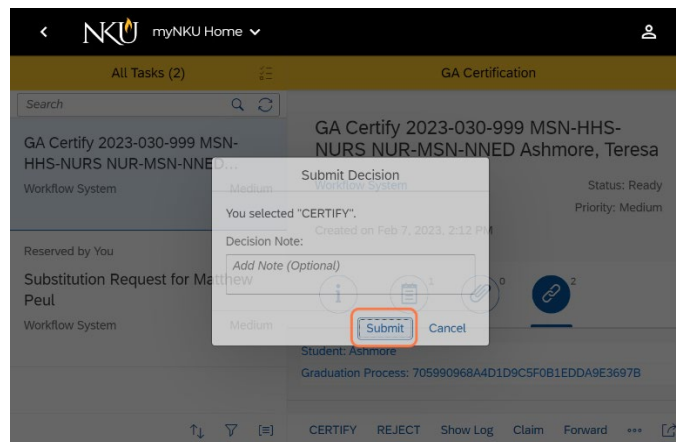 NKU myNKU Home
All Tasks (2)
Search
GA Certify 2023-030-999 MSN-
HHS-NURS NUR-MSN-NNED...
Workflow System Medium
Reserved by You
Substitution Request for Matthew
Peul
Workflow System Medium
GA Certification
GA Certify 2023-030-999 MSN-HHS-
NURS NUR-MSN-NNED Ashmore, Teresa
Workflow System
Status: Ready
Priority: Medium
Created on Feb 7, 2023, 2:12 PM
Submit Decision
You selected "CERTIFY".
Decision Note:
Add Note (Optional)
Submit Cancel
1 0 2
Student: Ashmore
Graduation Process: 705990968A4D1D9C5F0B1EDDA9E3697B
CERTIFY REJECT Show Log Claim Forward